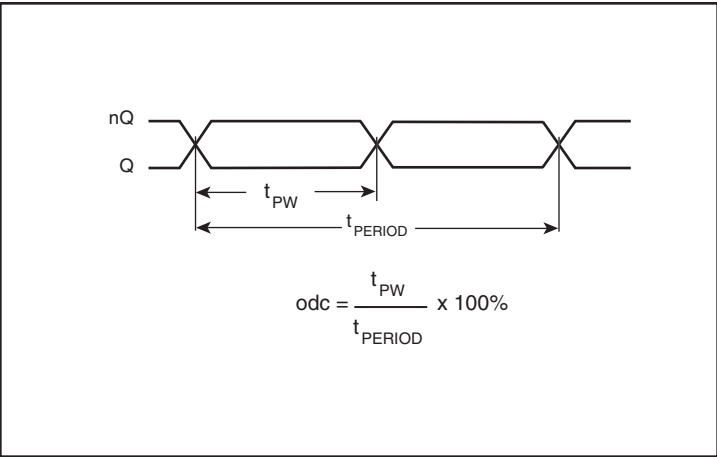 nQ
Q
tPW
tPERIOD
tPW
odc = x 100%
tPERIOD